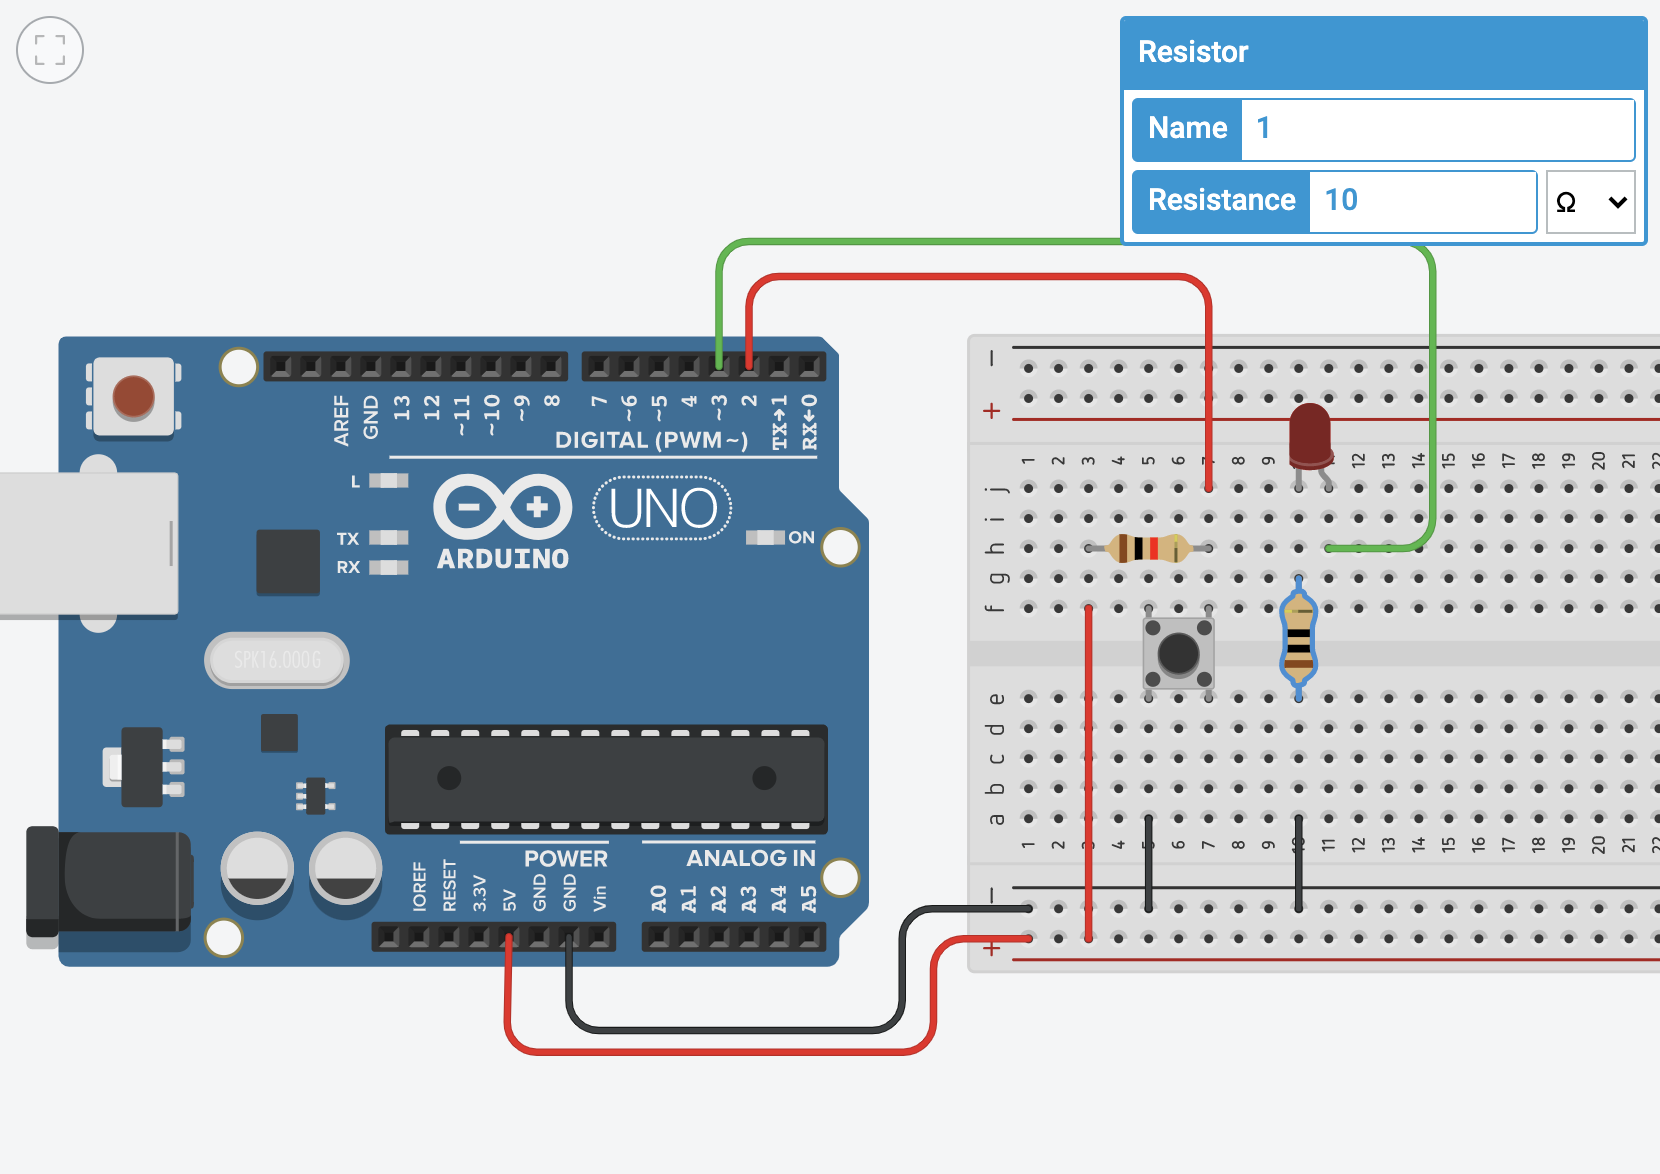 Resistor
Name 1
Resistance 10 Ω
AREF GND 13 12 ~11 ~10 ~9 8 7 ~6 ~5 4 ~3 2 TX→1 RX←0
DIGITAL (PWM~)
L
TX
RX
UNO
ON
ARDUINO
SPK16.000G
POWER
ANALOG IN
IOREF RESET 3.3V 5V GND GND Vin A0 A1 A2 A3 A4 A5
−
+
1 2 3 4 5 6 7 8 9 12 13 14 15 16 17 18 19 20 21 22
j
i
h
g
f
e
d
c
b
a
1 2 3 4 5 6 7 8 9 10 11 12 13 14 15 16 17 18 19 20 21 22
−
+